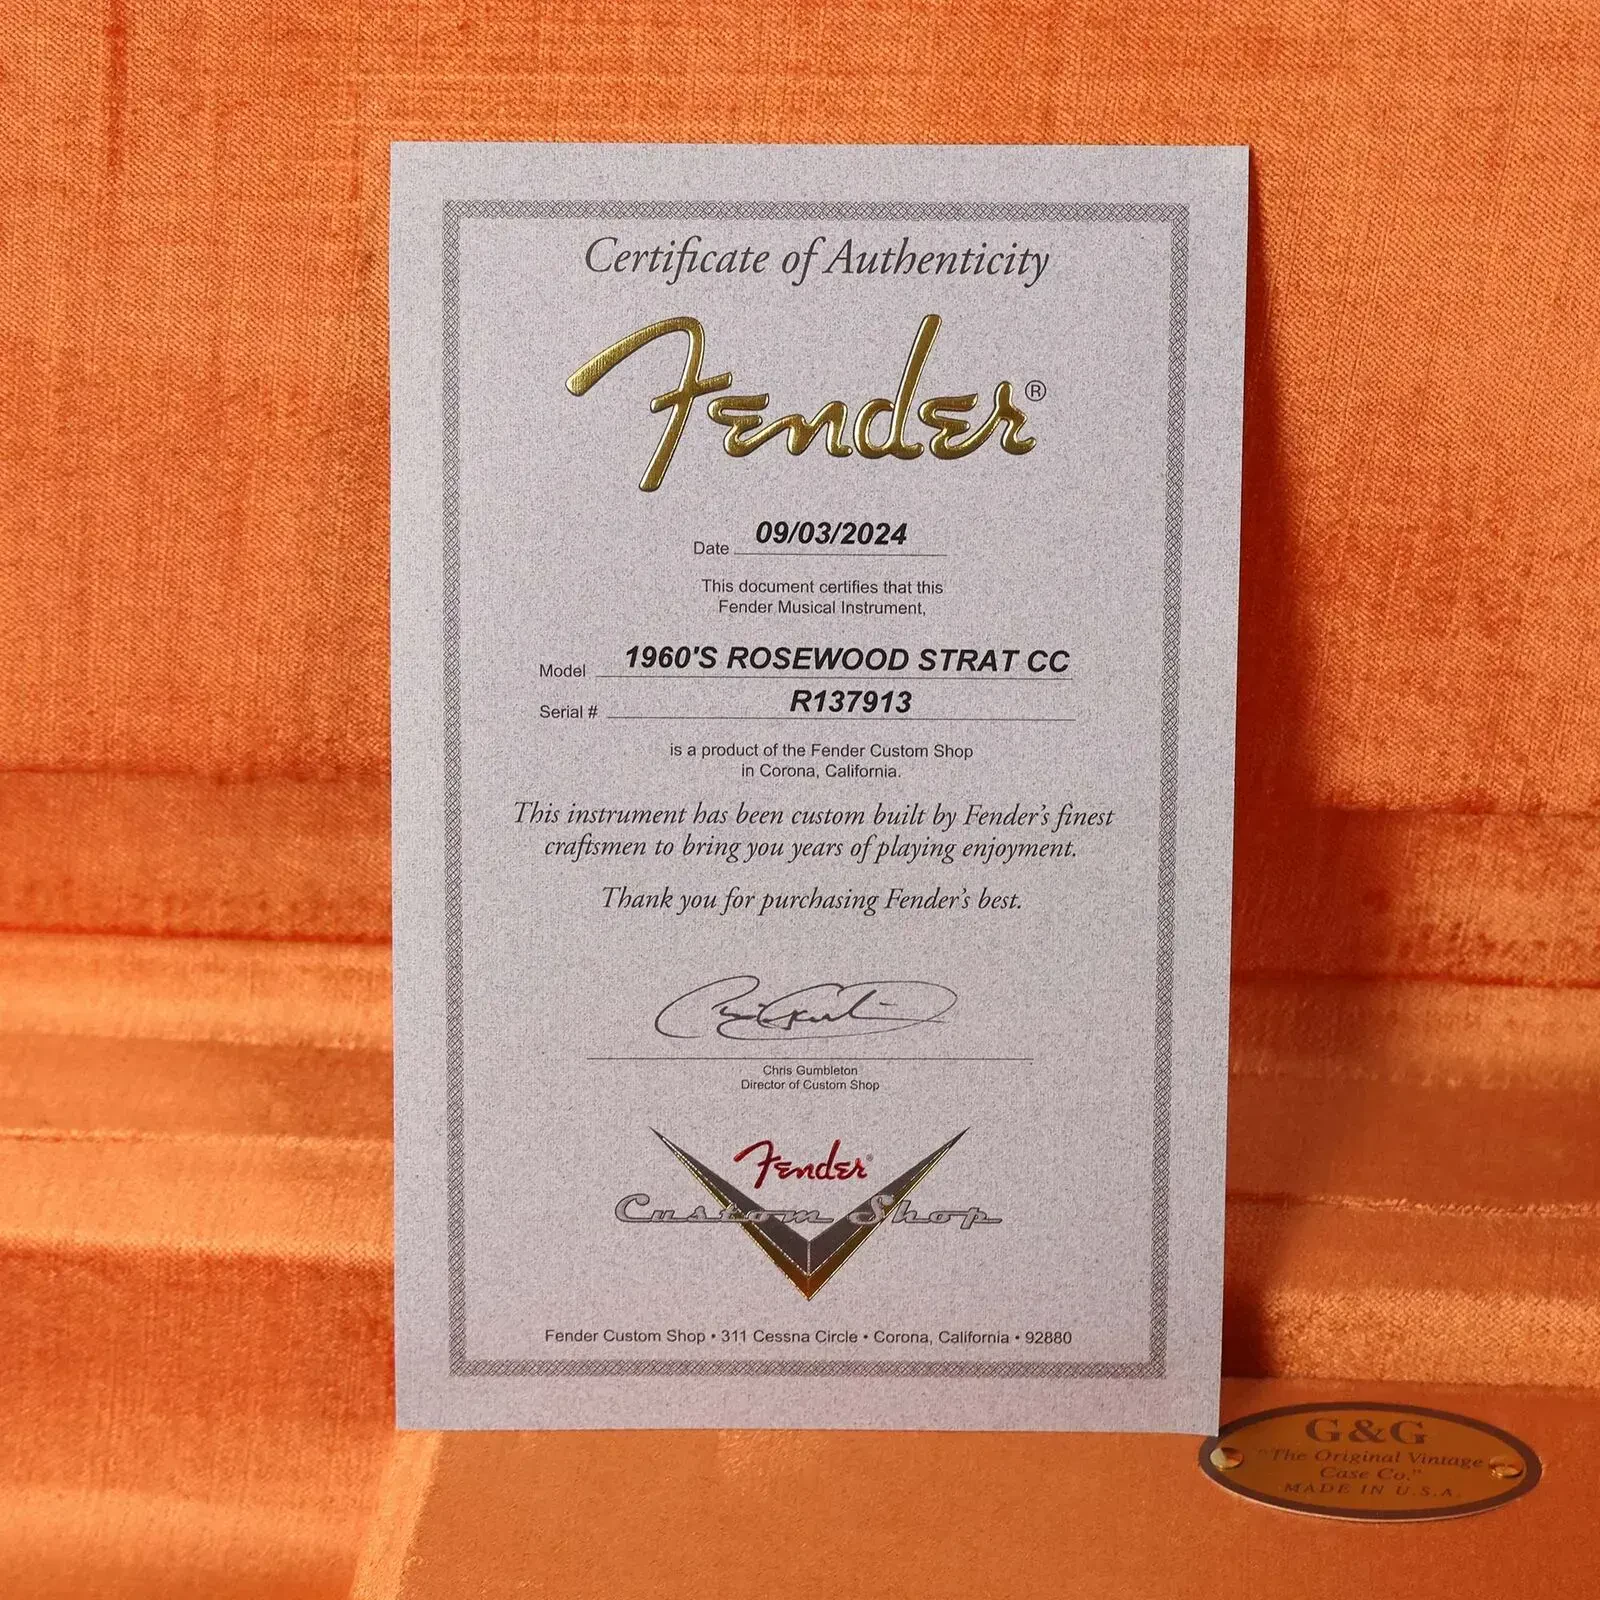 Certificate of Authenticity
Fender®
Date 09/03/2024
This document certifies that this
Fender Musical Instrument,
Model 1960'S ROSEWOOD STRAT CC
Serial # R137913
is a product of the Fender Custom Shop
in Corona, California.
This instrument has been custom built by Fender's finest
craftsmen to bring you years of playing enjoyment.
Thank you for purchasing Fender's best.
Chris Gumbleton
Director of Custom Shop
Fender®
Custom Shop
Fender Custom Shop • 311 Cessna Circle • Corona, California • 92880
G&G
"The Original Vintage
Case Co."
MADE IN U.S.A.